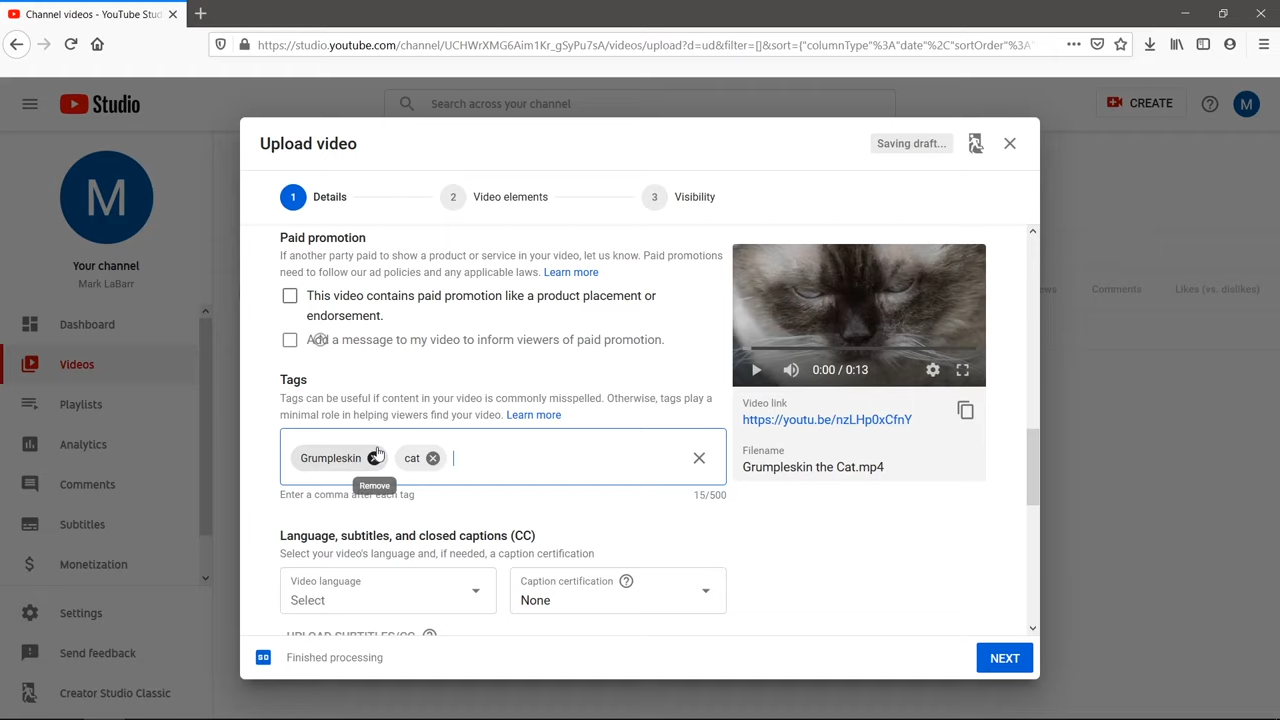 Channel videos - YouTube Stud
https://studio.youtube.com/channel/UCHWrXMG6Aim1Kr_gSyPu7sA/videos/upload?d=ud&filter=[]&sort={"columnType"%3A"date"%2C"sortOrder"%3A
Studio
Search across your channel
CREATE
M
M
Your channel
Mark LaBarr
Dashboard
Videos
Playlists
Analytics
Comments
Subtitles
Monetization
Settings
Send feedback
Creator Studio Classic
Comments
Likes (vs. dislikes)
Upload video
Saving draft...
1 Details
2 Video elements
3 Visibility
Paid promotion
If another party paid to show a product or service in your video, let us know. Paid promotions
need to follow our ad policies and any applicable laws. Learn more
This video contains paid promotion like a product placement or
endorsement.
Add a message to my video to inform viewers of paid promotion.
Tags
Tags can be useful if content in your video is commonly misspelled. Otherwise, tags play a
minimal role in helping viewers find your video. Learn more
Grumpleskin
cat
Remove
Enter a comma after each tag
15/500
Language, subtitles, and closed captions (CC)
Select your video's language and, if needed, a caption certification
Video language
Select
Caption certification
None
UPLOAD SUBTITLES/CC
0:00 / 0:13
Video link
https://youtu.be/nzLHp0xCfnY
Filename
Grumpleskin the Cat.mp4
SD
Finished processing
NEXT